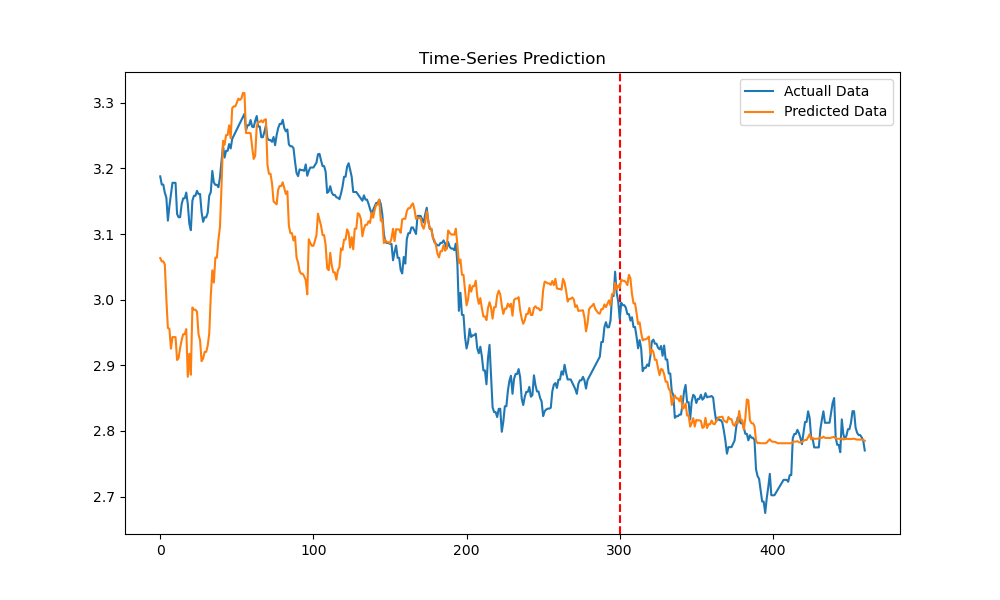 Time-Series Prediction
Actuall Data
Predicted Data
3.3
3.2
3.1
3.0
2.9
2.8
2.7
0 100 200 300 400